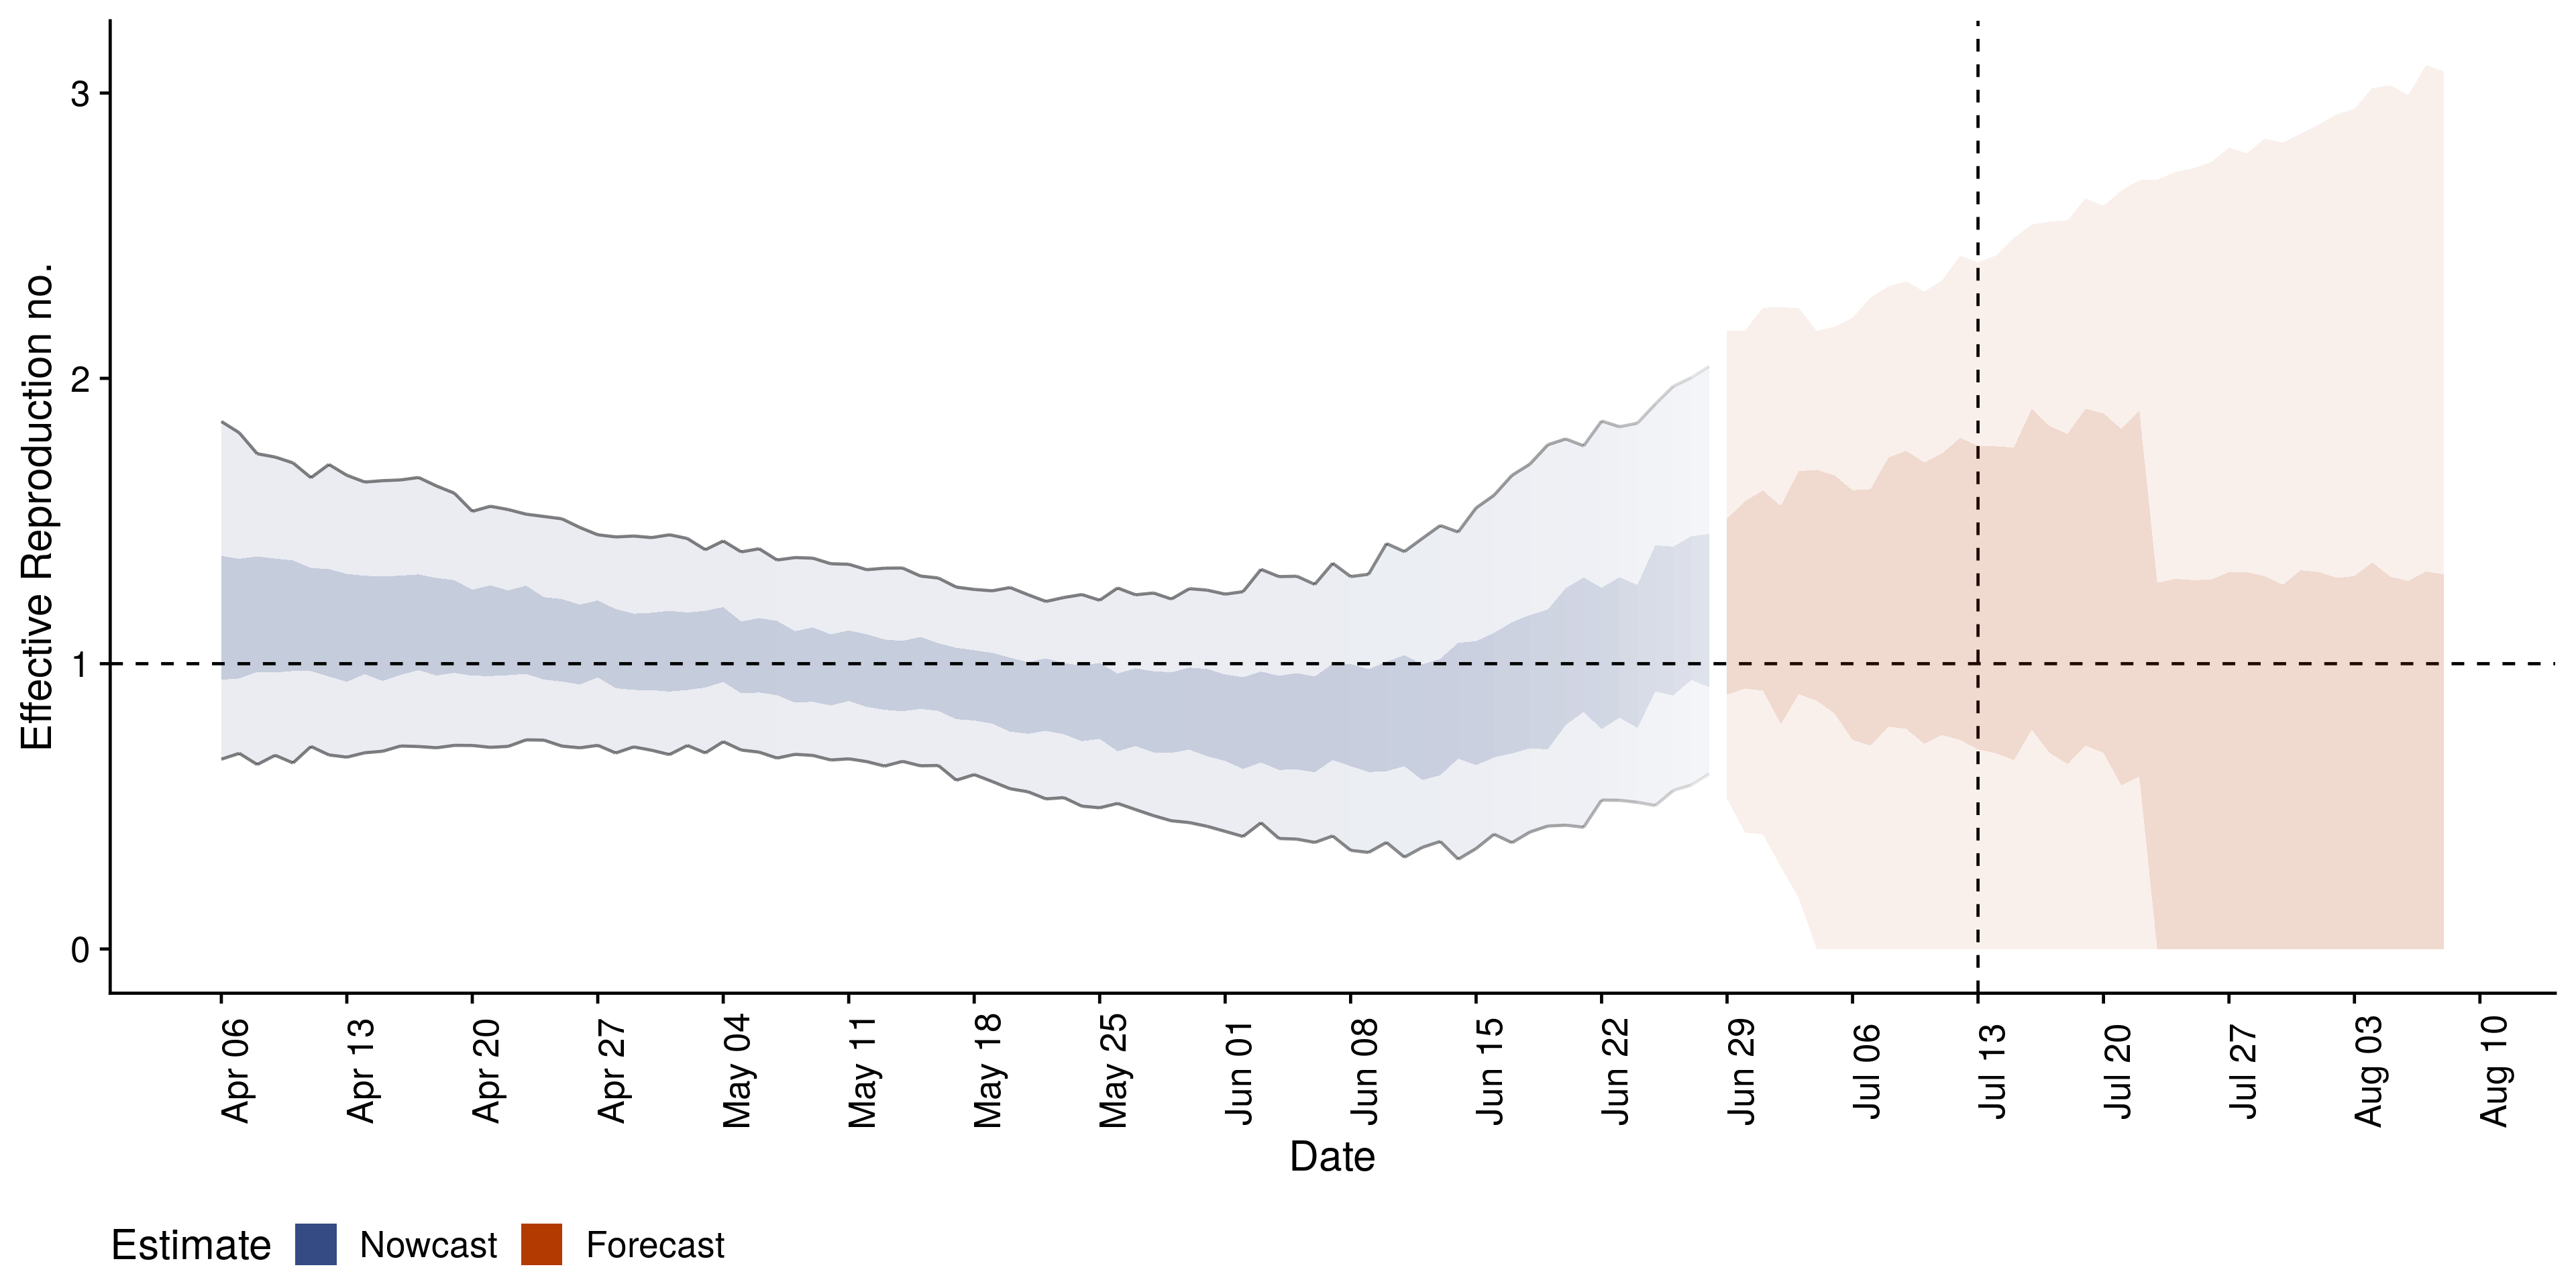 Effective Reproduction no.
3
2
1
0
Apr 06
Apr 13
Apr 20
Apr 27
May 04
May 11
May 18
May 25
Jun 01
Jun 08
Jun 15
Jun 22
Jun 29
Jul 06
Jul 13
Jul 20
Jul 27
Aug 03
Aug 10
Date
Estimate Nowcast Forecast